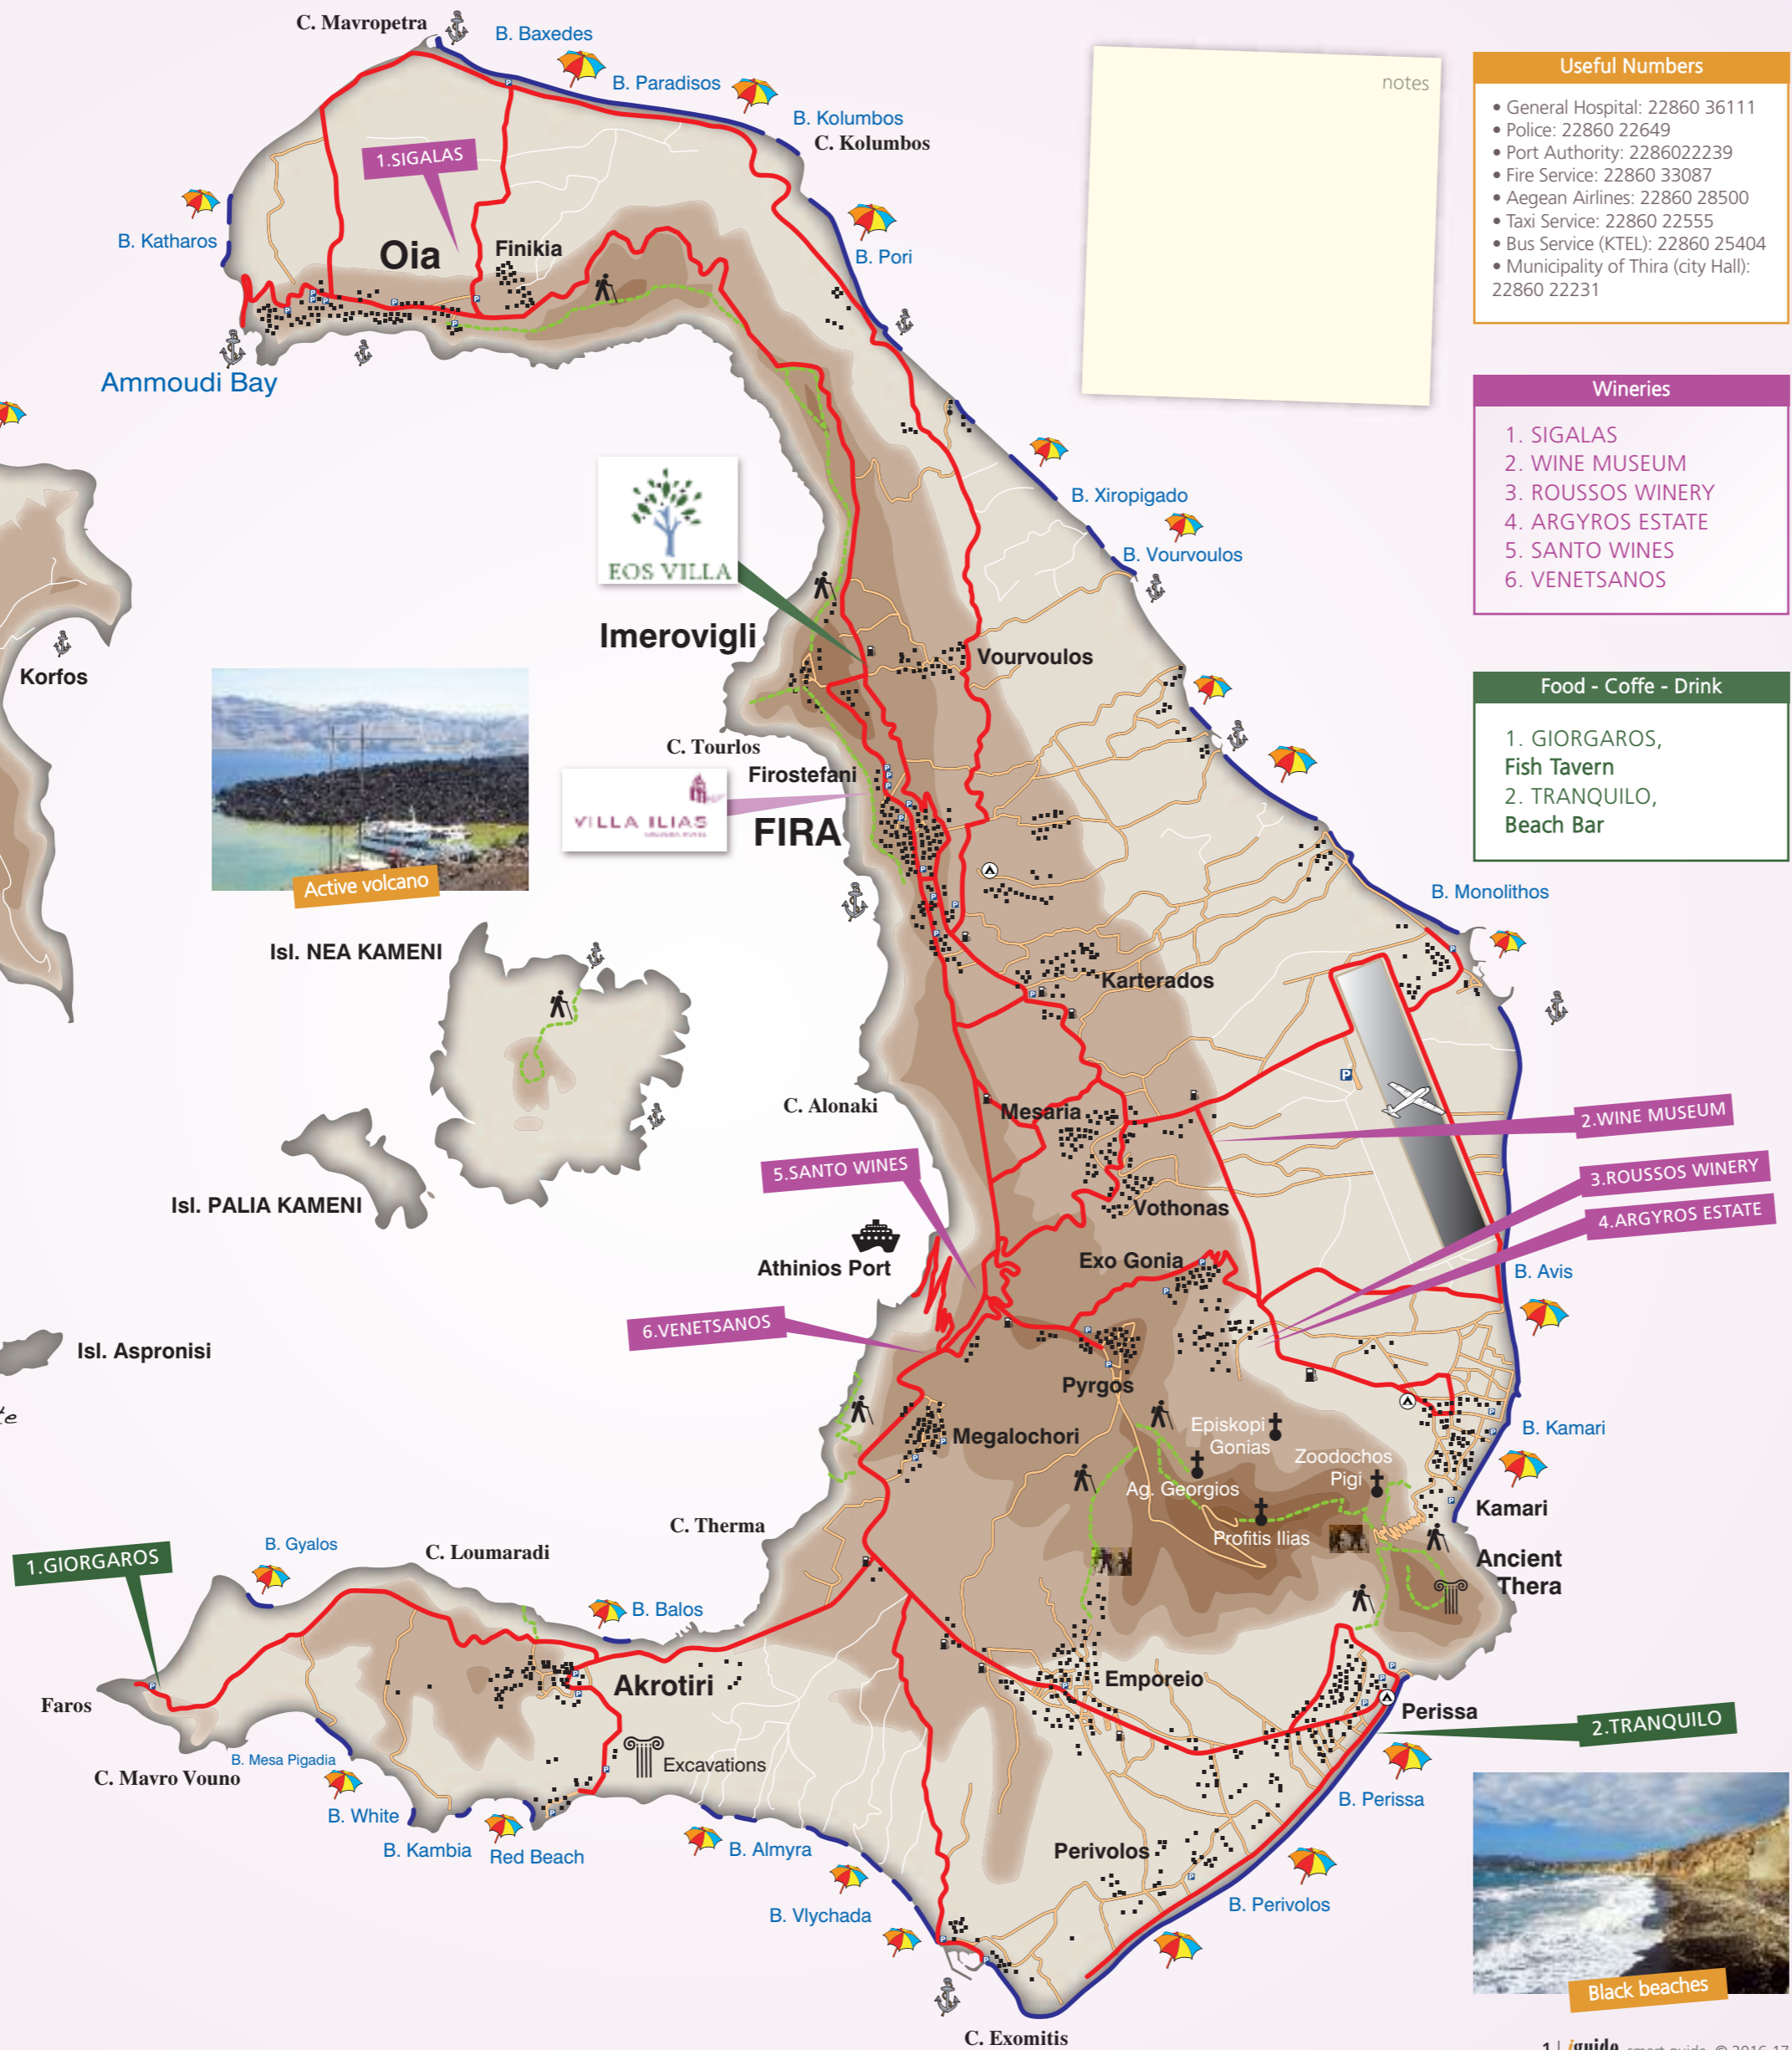 C. Mavropetra
B. Baxedes
B. Paradisos
B. Kolumbos
C. Kolumbos
1.SIGALAS
B. Katharos
Oia
Finikia
B. Pori
Ammoudi Bay
notes
Useful Numbers
• General Hospital: 22860 36111
• Police: 22860 22649
• Port Authority: 2286022239
• Fire Service: 22860 33087
• Aegean Airlines: 22860 28500
• Taxi Service: 22860 22555
• Bus Service (KTEL): 22860 25404
• Municipality of Thira (city Hall):
22860 22231
Wineries
1. SIGALAS
2. WINE MUSEUM
3. ROUSSOS WINERY
4. ARGYROS ESTATE
5. SANTO WINES
6. VENETSANOS
Food - Coffe - Drink
1. GIORGAROS,
Fish Tavern
2. TRANQUILO,
Beach Bar
B. Xiropigado
B. Vourvoulos
EOS VILLA
Imerovigli
Vourvoulos
Korfos
C. Tourlos
Firostefani
VILLA ILIAS
FIRA
Active volcano
B. Monolithos
Isl. NEA KAMENI
Karterados
C. Alonaki
Mesaria
2.WINE MUSEUM
5.SANTO WINES
3.ROUSSOS WINERY
Isl. PALIA KAMENI
Vothonas
4.ARGYROS ESTATE
Athinios Port
Exo Gonia
B. Avis
6.VENETSANOS
Isl. Aspronisi
Pyrgos
Megalochori
Episkopi
Gonias
B. Kamari
Zoodochos
Pigi
Ag. Georgios
Kamari
Profitis Ilias
C. Therma
Ancient
Thera
B. Gyalos
C. Loumaradi
1.GIORGAROS
B. Balos
Akrotiri
Emporeio
Faros
Perissa
2.TRANQUILO
Excavations
B. Mesa Pigadia
C. Mavro Vouno
B. White
B. Kambia
Red Beach
B. Almyra
B. Perissa
Perivolos
B. Vlychada
B. Perivolos
Black beaches
C. Exomitis
1 | iguide smart guide © 2016-17